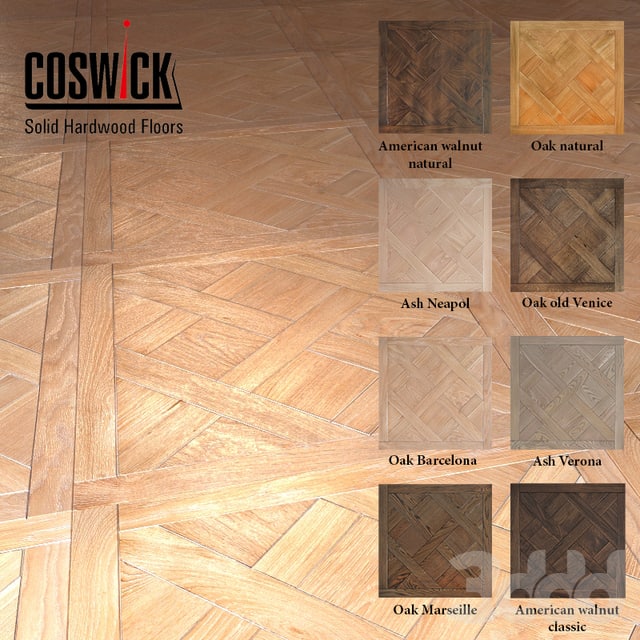 COSWiCK
Solid Hardwood Floors
American walnut
natural
Oak natural
Ash Neapol
Oak old Venice
Oak Barcelona
Ash Verona
Oak Marseille
American walnut
classic
3ddd